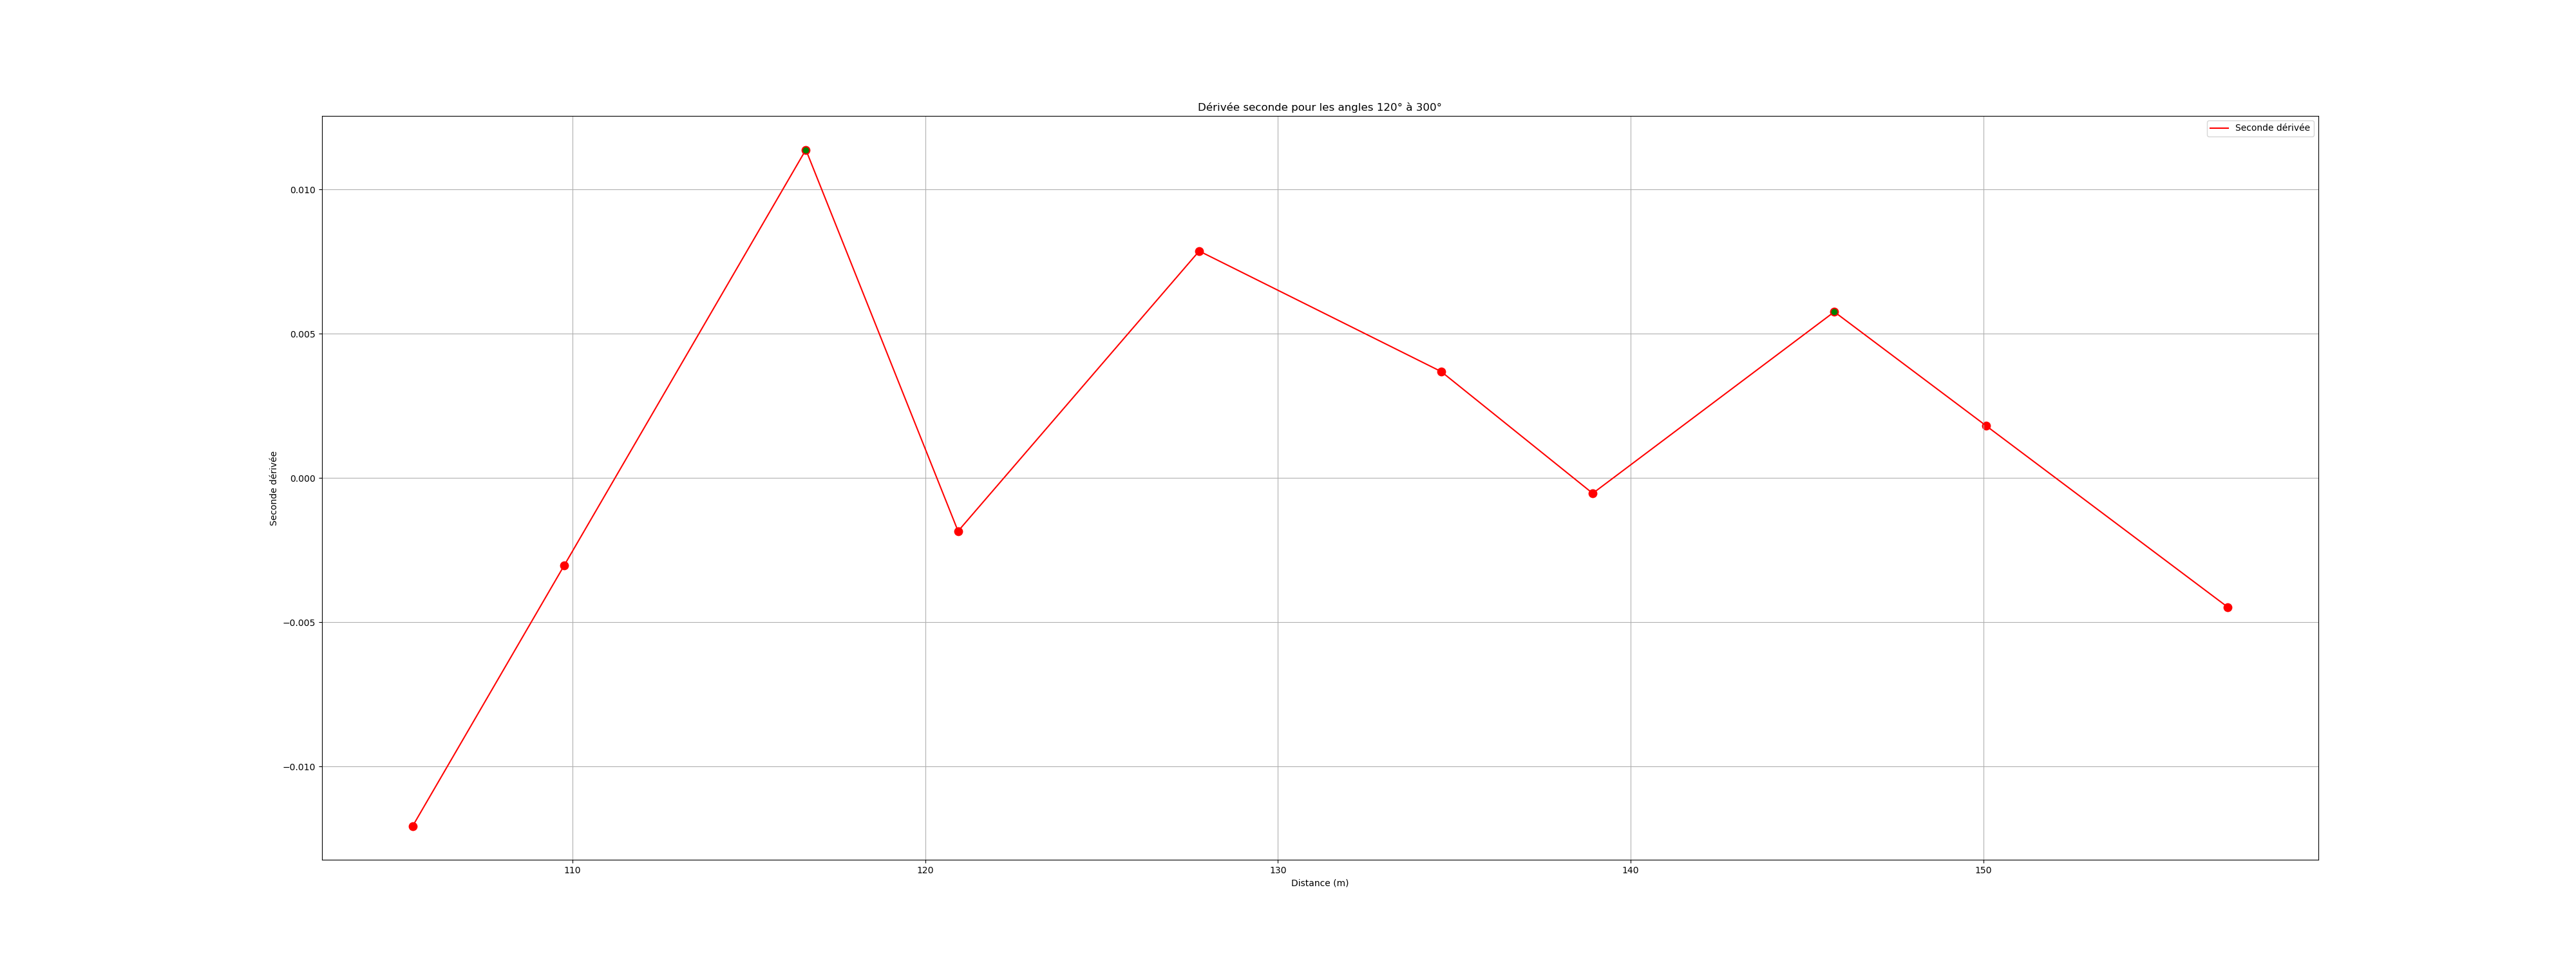 Dérivée seconde pour les angles 120° à 300°
Seconde dérivée
0.010
0.005
0.000
−0.005
−0.010
Seconde dérivée
110
120
130
140
150
Distance (m)